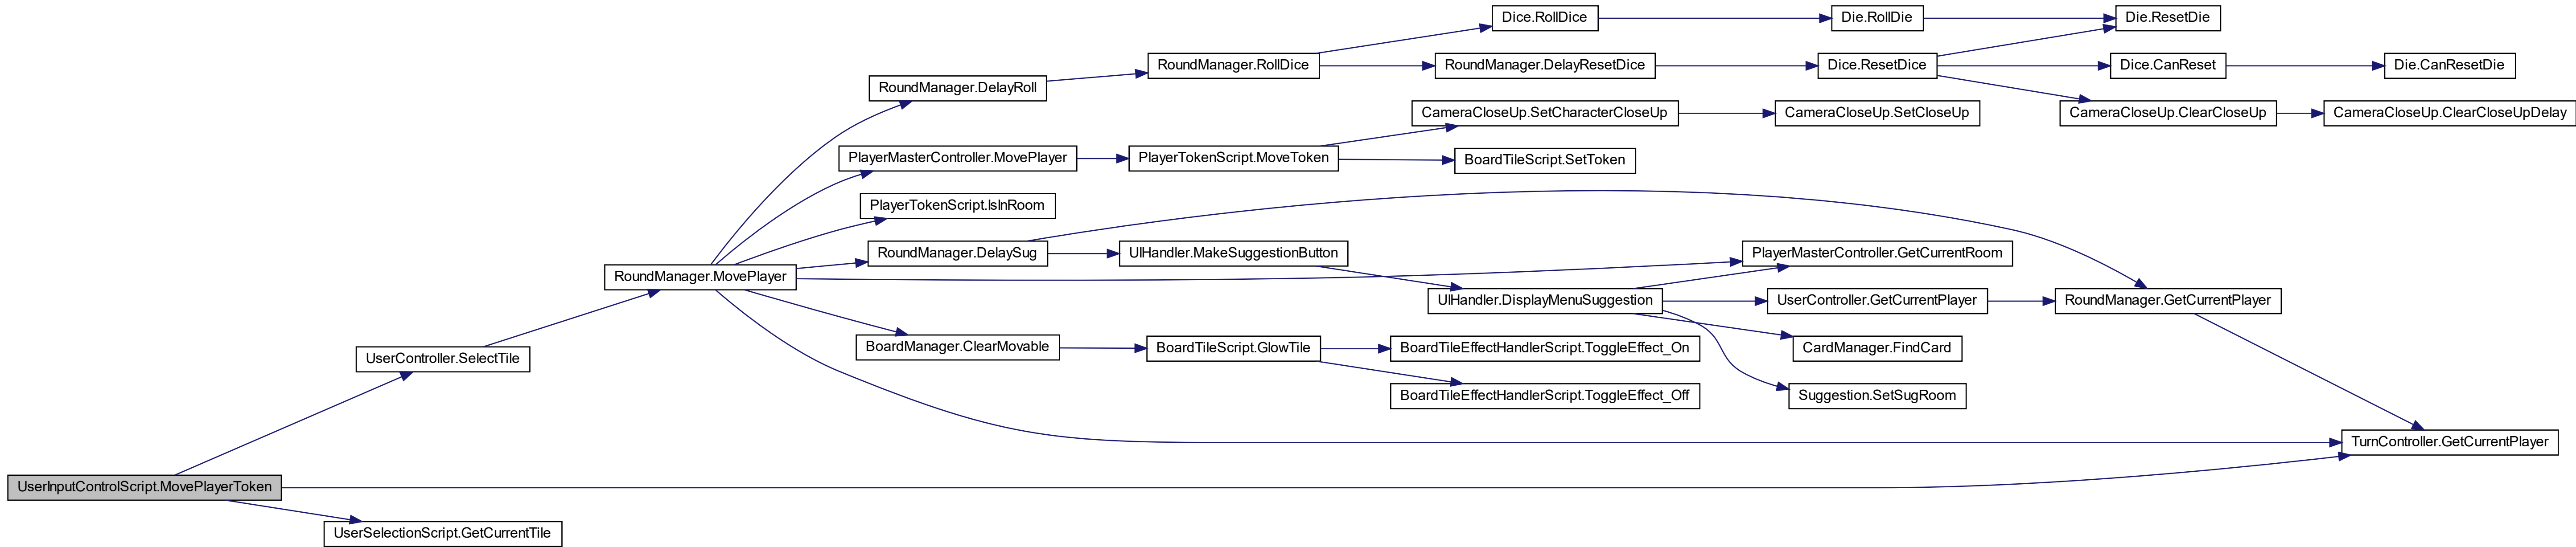 Dice.RollDice
Die.RollDie
Die.ResetDie
RoundManager.DelayRoll
RoundManager.RollDice
RoundManager.DelayResetDice
Dice.ResetDice
Dice.CanReset
Die.CanResetDie
CameraCloseUp.SetCharacterCloseUp
CameraCloseUp.SetCloseUp
CameraCloseUp.ClearCloseUp
CameraCloseUp.ClearCloseUpDelay
PlayerMasterController.MovePlayer
PlayerTokenScript.MoveToken
BoardTileScript.SetToken
PlayerTokenScript.IsInRoom
RoundManager.MovePlayer
RoundManager.DelaySug
UIHandler.MakeSuggestionButton
PlayerMasterController.GetCurrentRoom
UIHandler.DisplayMenuSuggestion
UserController.GetCurrentPlayer
RoundManager.GetCurrentPlayer
UserController.SelectTile
BoardManager.ClearMovable
BoardTileScript.GlowTile
BoardTileEffectHandlerScript.ToggleEffect_On
CardManager.FindCard
BoardTileEffectHandlerScript.ToggleEffect_Off
Suggestion.SetSugRoom
TurnController.GetCurrentPlayer
UserInputControlScript.MovePlayerToken
UserSelectionScript.GetCurrentTile